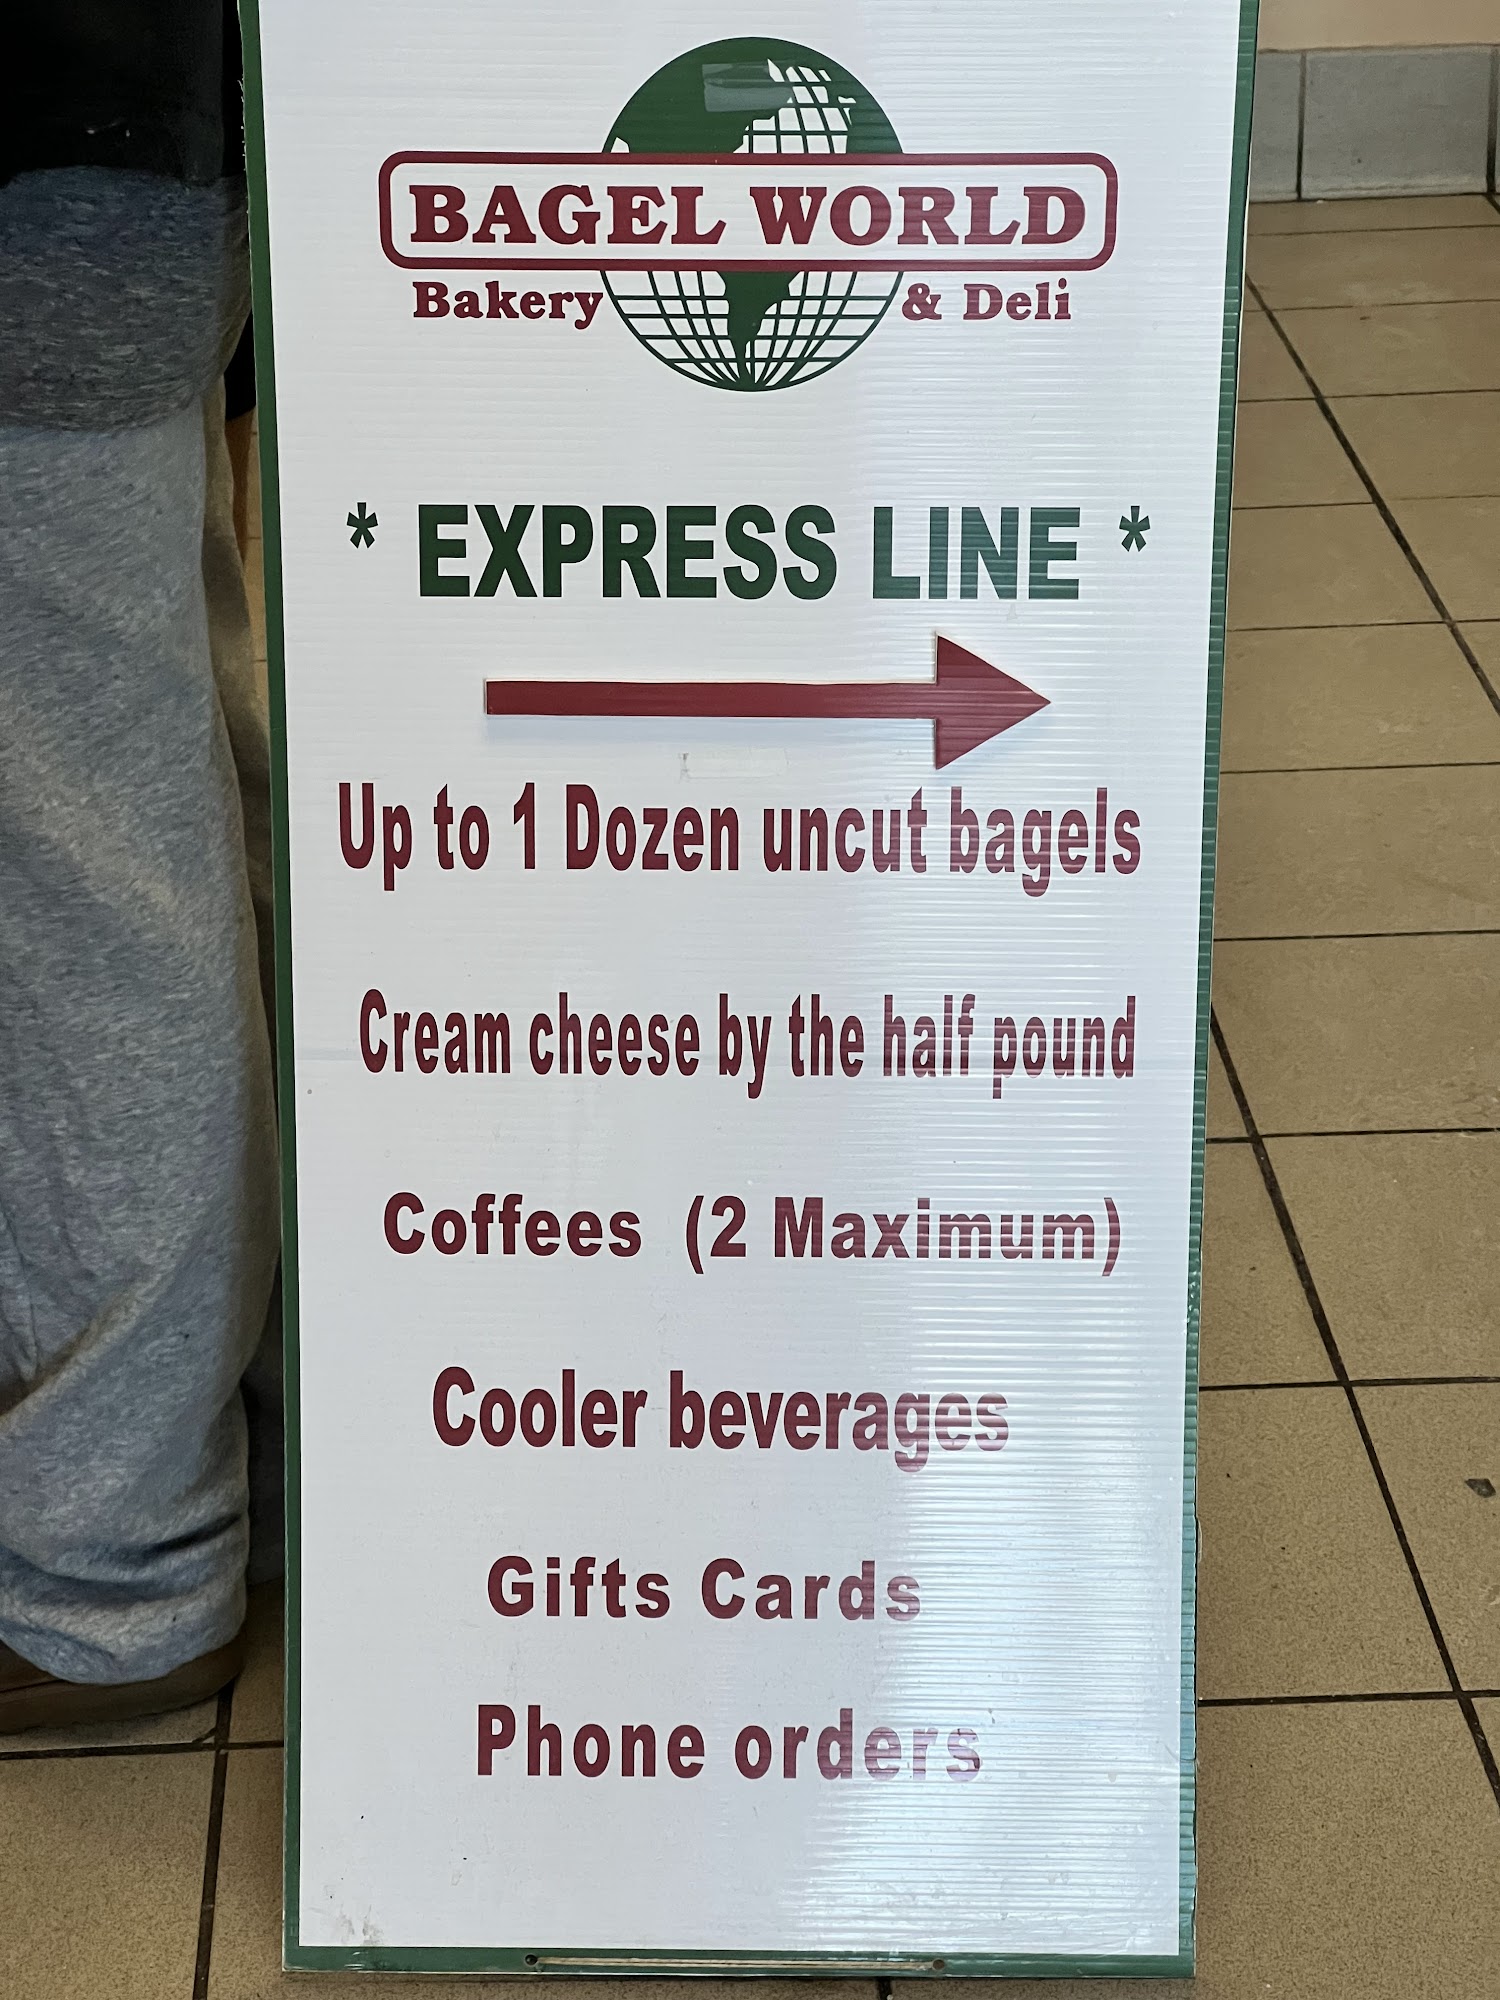 BAGEL WORLD
Bakery & Deli
* EXPRESS LINE *
Up to 1 Dozen uncut bagels
Cream cheese by the half pound
Coffees (2 Maximum)
Cooler beverages
Gifts Cards
Phone orders